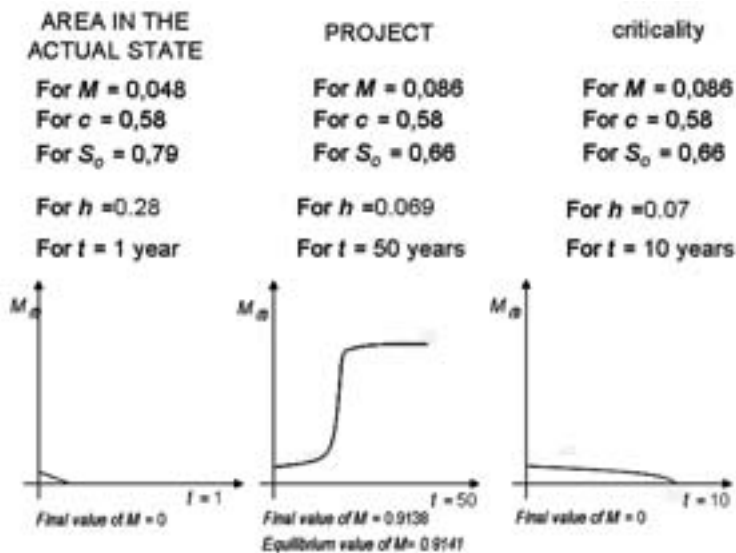 AREA IN THE
ACTUAL STATE
For M = 0,048
For c = 0,58
For Sₒ = 0,79
For h =0.28
For t = 1 year
M
t = 1
Final value of M = 0
PROJECT
For M = 0,086
For c = 0,58
For Sₒ = 0,66
For h =0.069
For t = 50 years
M
t = 50
Final value of M = 0.9138
Equilibrium value of M= 0.9141
criticality
For M = 0,086
For c = 0,58
For Sₒ = 0,66
For h =0.07
For t = 10 years
M
t = 10
Final value of M = 0